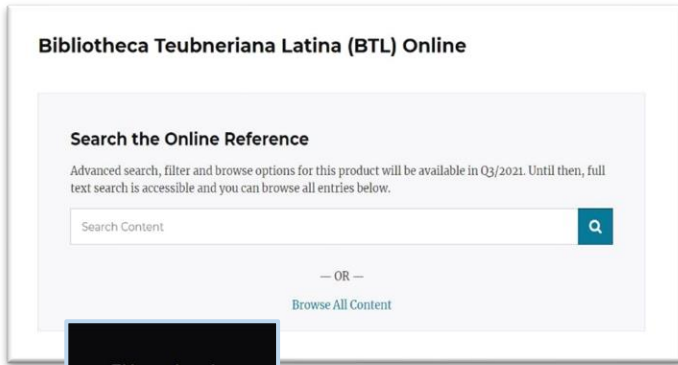 Bibliotheca Teubneriana Latina (BTL) Online
Search the Online Reference
Advanced search, filter and browse options for this product will be available in Q3/2021. Until then, full
text search is accessible and you can browse all entries below.
Search Content
— OR —
Browse All Content